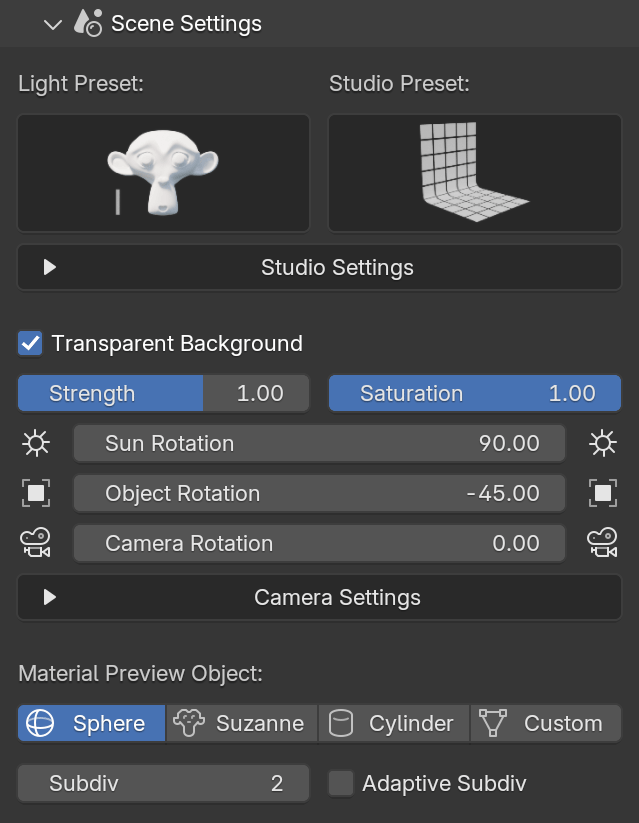 Scene Settings
Light Preset: Studio Preset:
Studio Settings
Transparent Background
Strength 1.00 Saturation 1.00
Sun Rotation 90.00
Object Rotation -45.00
Camera Rotation 0.00
Camera Settings
Material Preview Object:
Sphere Suzanne Cylinder Custom
Subdiv 2 Adaptive Subdiv